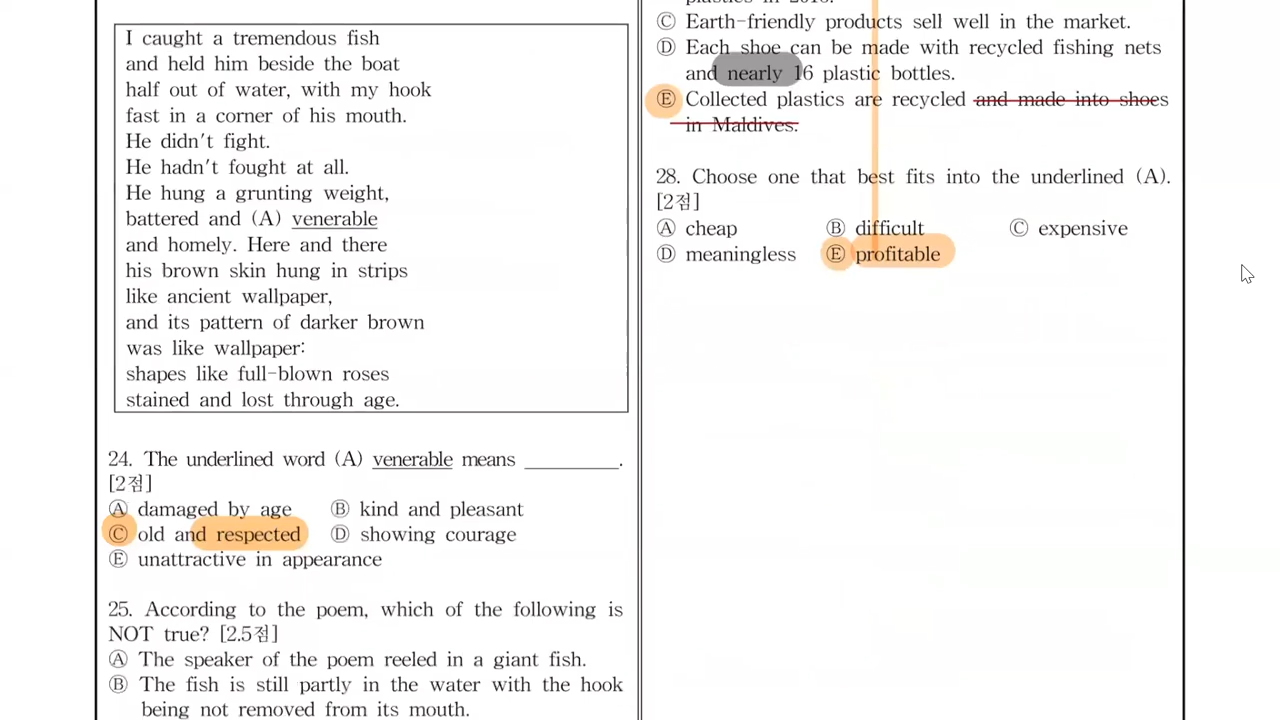 I caught a tremendous fish
and held him beside the boat
half out of water, with my hook
fast in a corner of his mouth.
He didn't fight.
He hadn't fought at all.
He hung a grunting weight,
battered and (A) venerable
and homely. Here and there
his brown skin hung in strips
like ancient wallpaper,
and its pattern of darker brown
was like wallpaper:
shapes like full-blown roses
stained and lost through age.
24. The underlined word (A) venerable means __________.
[2점]
Ⓐ damaged by age Ⓑ kind and pleasant
Ⓒ old and respected Ⓓ showing courage
Ⓔ unattractive in appearance
25. According to the poem, which of the following is
NOT true? [2.5점]
Ⓐ The speaker of the poem reeled in a giant fish.
Ⓑ The fish is still partly in the water with the hook
being not removed from its mouth.
Ⓒ Earth-friendly products sell well in the market.
Ⓓ Each shoe can be made with recycled fishing nets
and nearly 16 plastic bottles.
Ⓔ Collected plastics are recycled and made into shoes
in Maldives.
28. Choose one that best fits into the underlined (A).
[2점]
Ⓐ cheap Ⓑ difficult Ⓒ expensive
Ⓓ meaningless Ⓔ profitable